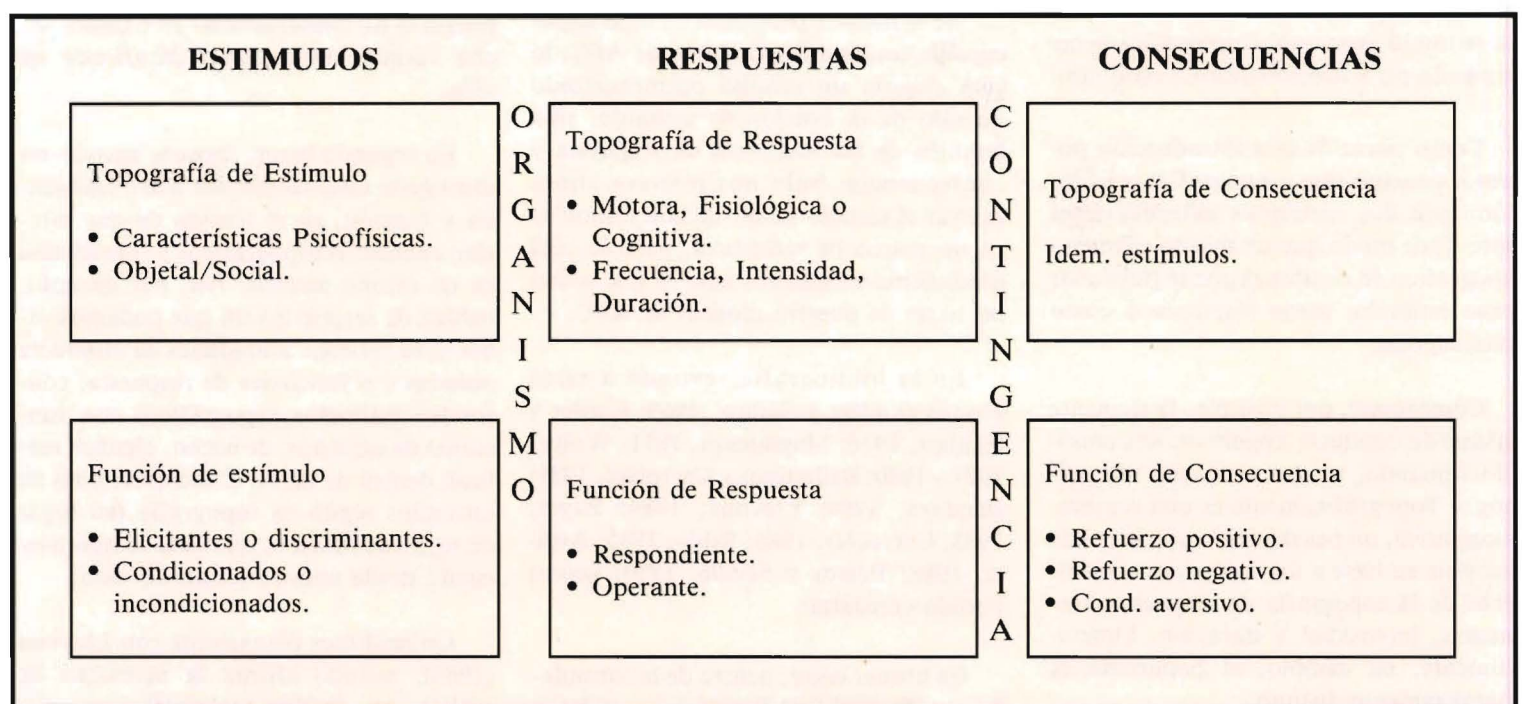 ESTIMULOS
RESPUESTAS
CONSECUENCIAS
Topografía de Estímulo
• Características Psicofísicas.
• Objetal/Social.
ORGANISMO
Topografía de Respuesta
• Motora, Fisiológica o
Cognitiva.
• Frecuencia, Intensidad,
Duración.
CONTINGENCIA
Topografía de Consecuencia
Idem. estímulos.
Función de estímulo
• Elicitantes o discriminantes.
• Condicionados o
incondicionados.
Función de Respuesta
• Respondiente.
• Operante.
Función de Consecuencia
• Refuerzo positivo.
• Refuerzo negativo.
• Cond. aversivo.